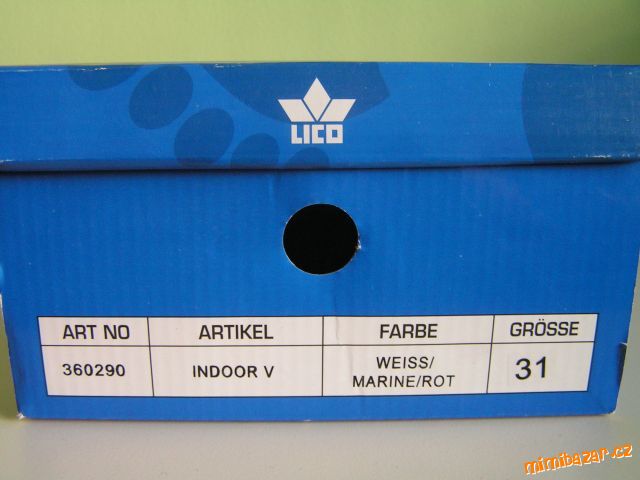 LICO
ART NO ARTIKEL FARBE GRÖSSE
360290 INDOOR V WEISS/ 31
MARINE/ROT
mimibazar.cz